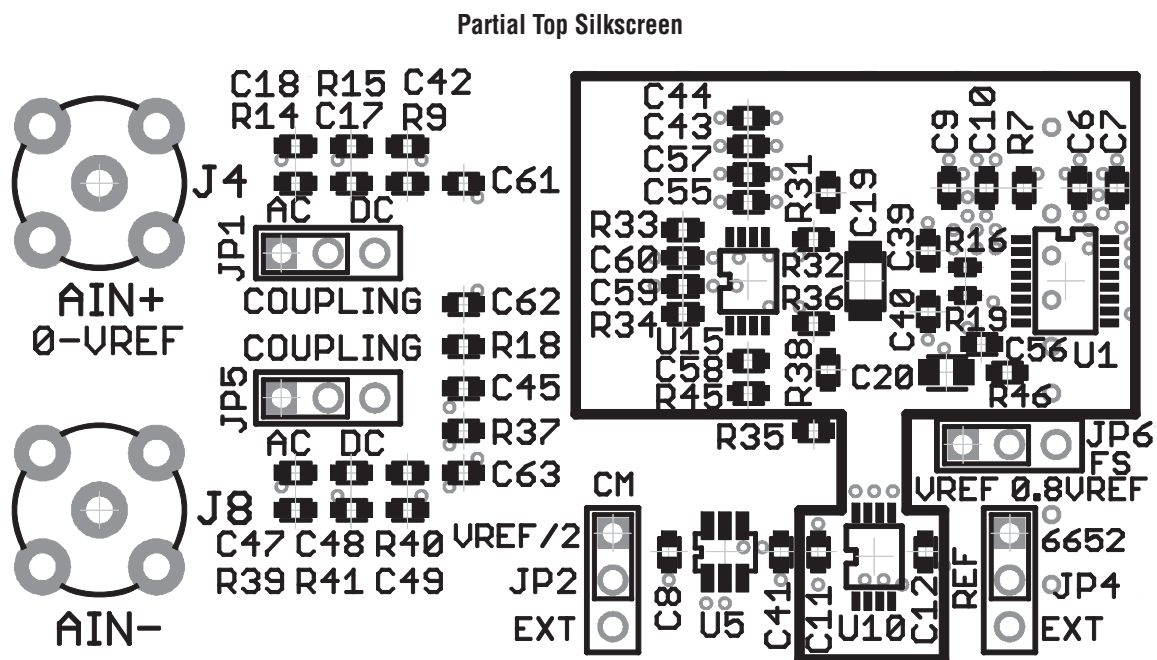 Partial Top Silkscreen
C18 R15 C42
R14 C17 R9
J4
C61
AC DC
JP1
COUPLING
AIN+
0-VREF
C62
COUPLING
R18
JP5
C45
AC DC
R37
C63
J8
C47 C48 R40
R39 R41 C49
AIN-
C44
C43
C57
C55
R31
C19
C9
C10
R7
C6
C7
R33
C60
C59
R34
U15
C58
R45
R32
R36
R38
C39
C40
R16
R19
C56
U1
C20
R46
R35
JP6
FS
VREF 0.8VREF
CM
VREF/2
JP2
EXT
C8
U5
C41
C11
U10
C12
REF
6652
JP4
EXT